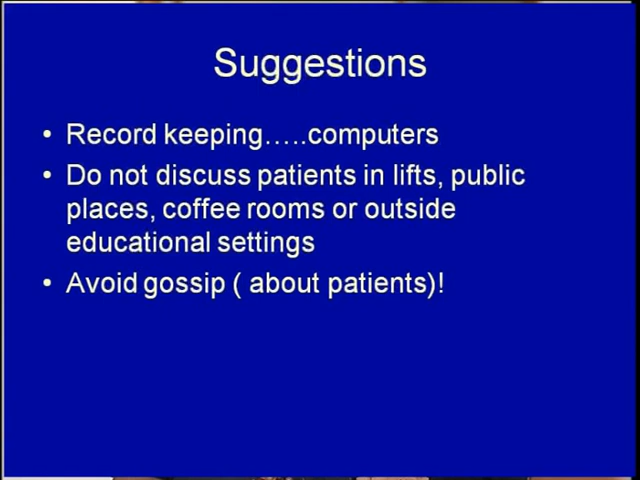 Suggestions
• Record keeping…..computers
• Do not discuss patients in lifts, public
places, coffee rooms or outside
educational settings
• Avoid gossip ( about patients)!